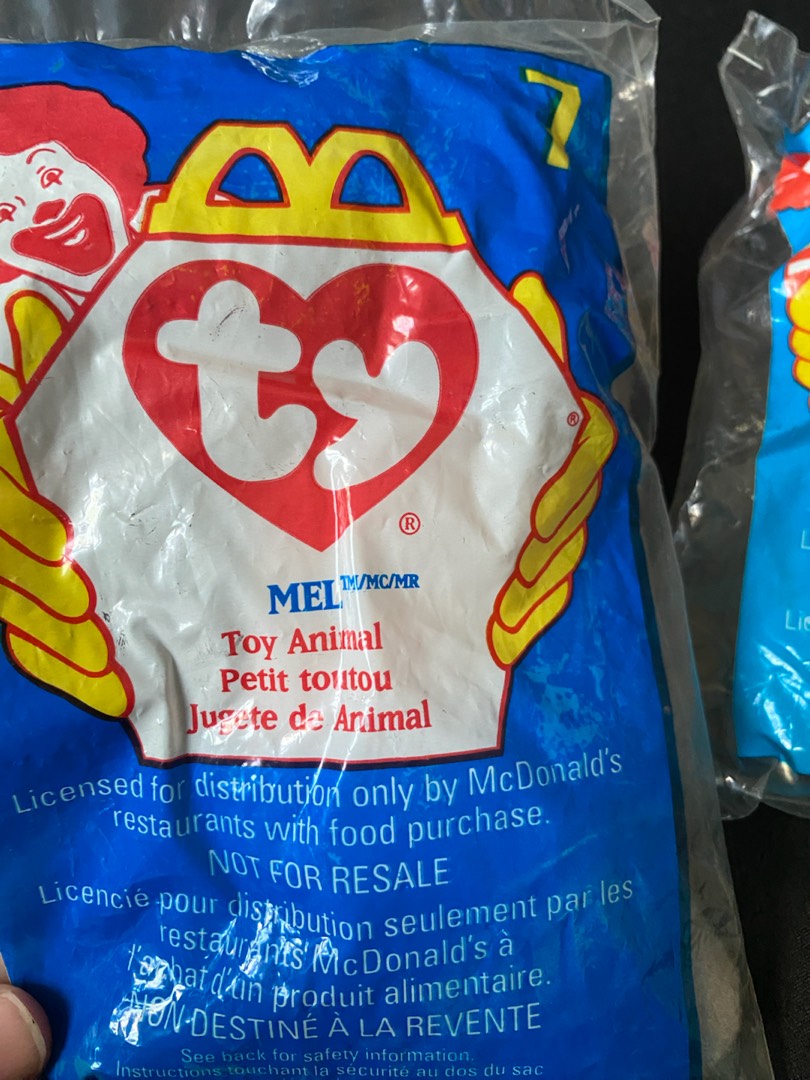 7
ty
®
®
MEL™/MC/MR
Toy Animal
Petit toutou
Jugete de Animal
Licensed for distribution only by McDonald's
restaurants with food purchase.
NOT FOR RESALE
Licencié pour distribution seulement par les
restaurants McDonald's à
l'achat d'un produit alimentaire.
NON DESTINÉ À LA REVENTE
See back for safety information.
Instructions touchant la sécurité au dos du sac
L
Lic